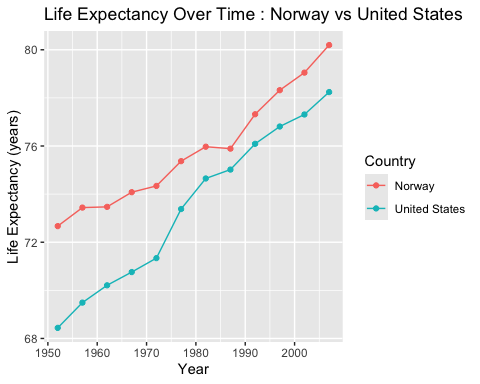 Life Expectancy Over Time : Norway vs United States
Life Expectancy (years)
80
76
72
68
1950 1960 1970 1980 1990 2000
Year
Country
Norway
United States